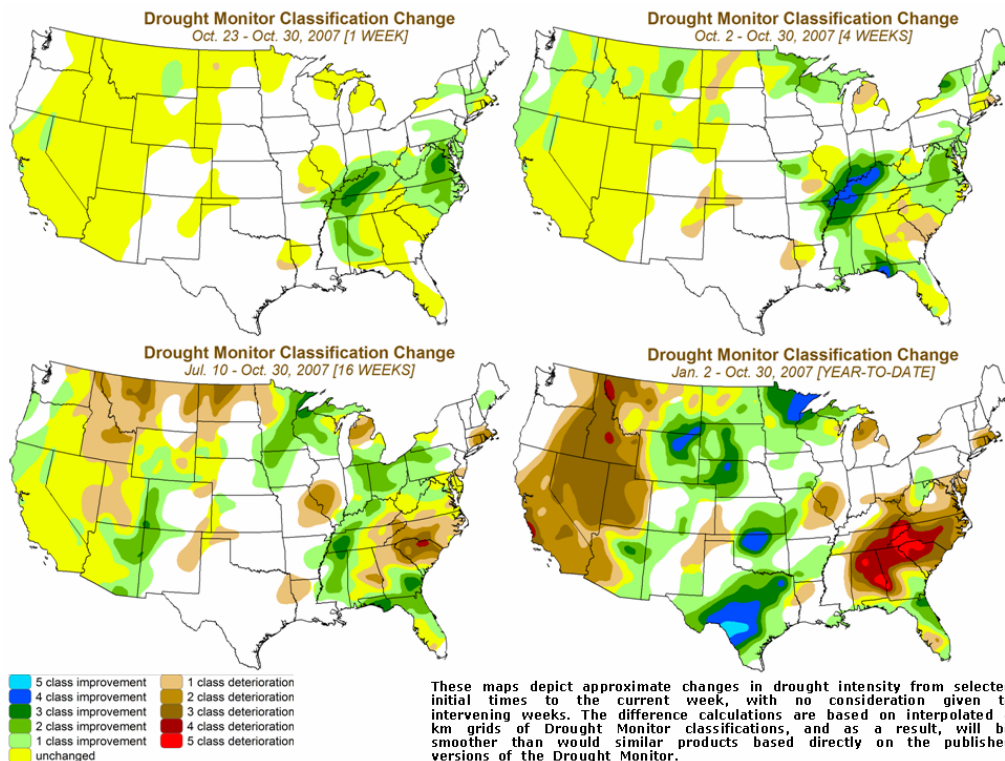 Drought Monitor Classification Change
Oct. 23 - Oct. 30, 2007 [1 WEEK]
Drought Monitor Classification Change
Oct. 2 - Oct. 30, 2007 [4 WEEKS]
Drought Monitor Classification Change
Jul. 10 - Oct. 30, 2007 [16 WEEKS]
Drought Monitor Classification Change
Jan. 2 - Oct. 30, 2007 [YEAR-TO-DATE]
5 class improvement
4 class improvement
3 class improvement
2 class improvement
1 class improvement
unchanged
1 class deterioration
2 class deterioration
3 class deterioration
4 class deterioration
5 class deterioration
These maps depict approximate changes in drought intensity from selecte
initial times to the current week, with no consideration given t
intervening weeks. The difference calculations are based on interpolated
km grids of Drought Monitor classifications, and as a result, will b
smoother than would similar products based directly on the publishe
versions of the Drought Monitor.